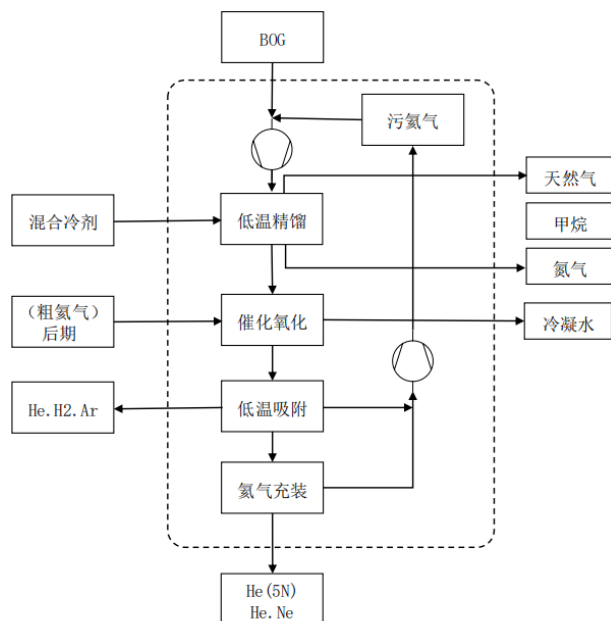 BOG
污氦气
天然气
混合冷剂
低温精馏
甲烷
氮气
（粗氦气）
后期
催化氧化
冷凝水
He.H2.Ar
低温吸附
氦气充装
He(5N)
He.Ne